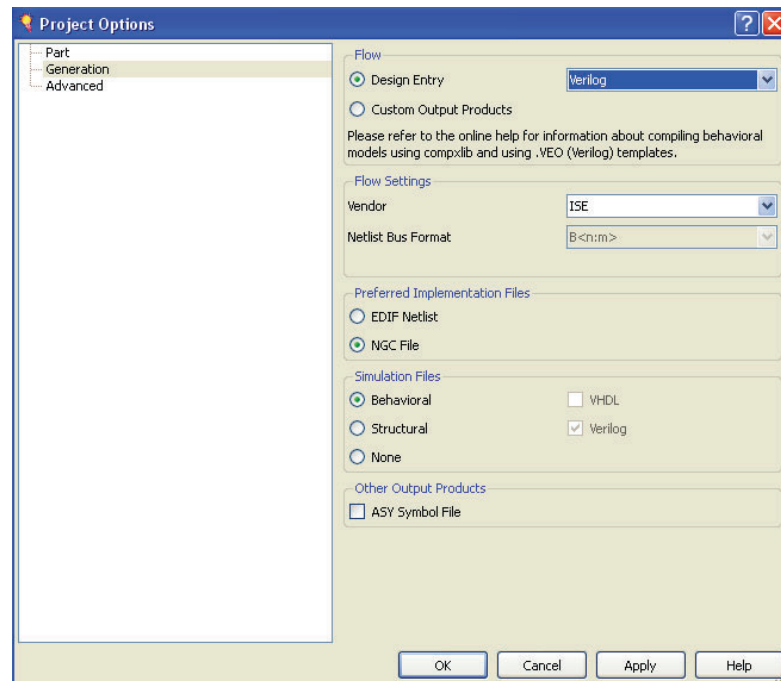 Project Options
Part
Generation
Advanced
Flow
Design Entry Verilog
Custom Output Products
Please refer to the online help for information about compiling behavioral
models using compxlib and using .VEO (Verilog) templates.
Flow Settings
Vendor ISE
Netlist Bus Format B<n:m>
Preferred Implementation Files
EDIF Netlist
NGC File
Simulation Files
Behavioral VHDL
Structural Verilog
None
Other Output Products
ASY Symbol File
OK Cancel Apply Help